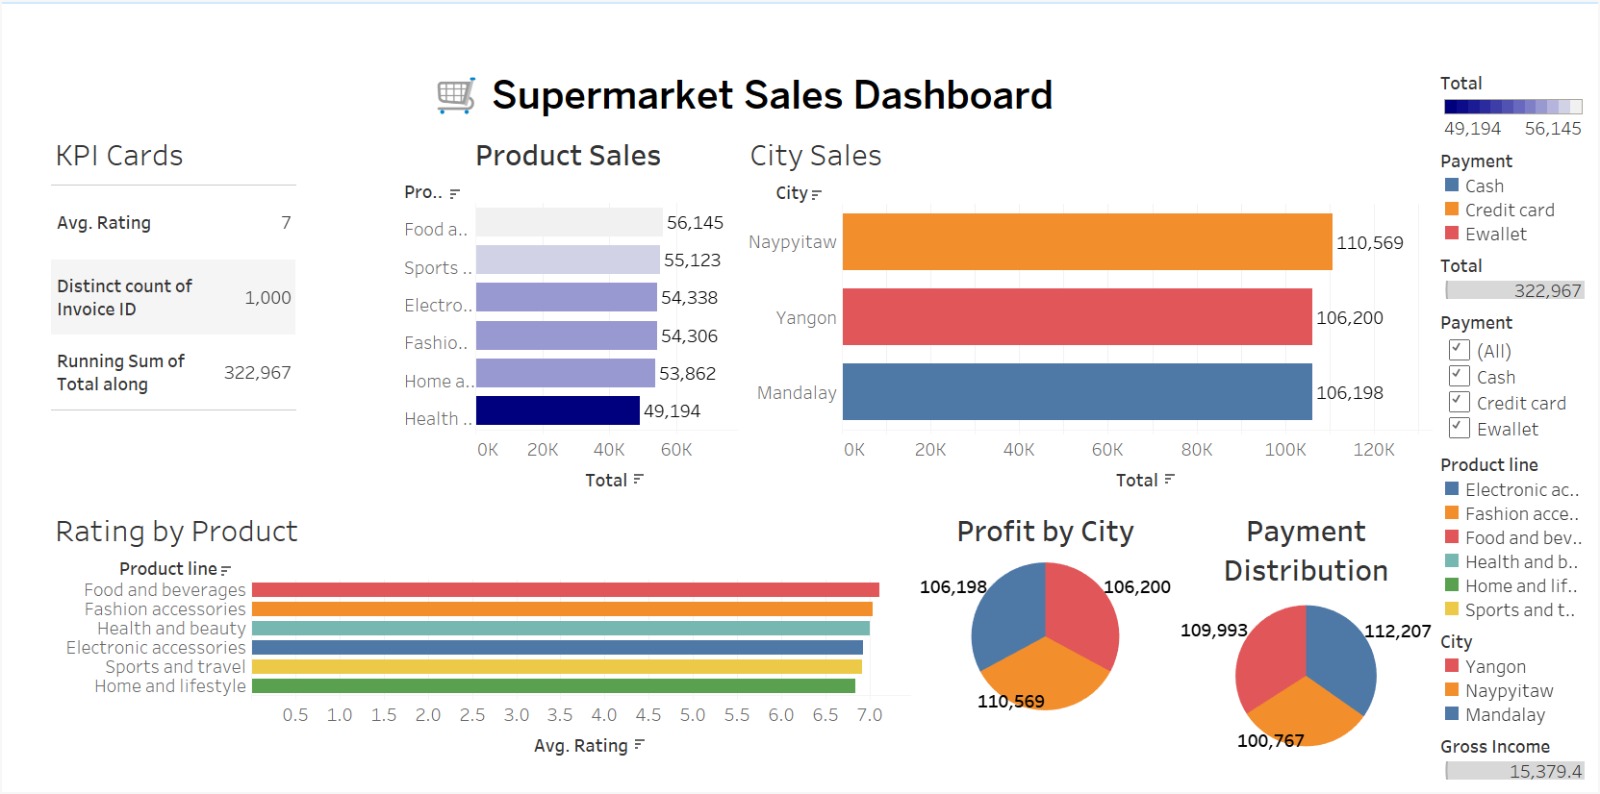 Supermarket Sales Dashboard
KPI Cards
Avg. Rating 7
Distinct count of
Invoice ID 1,000
Running Sum of
Total along 322,967
Product Sales
Pro..
Food a.. 56,145
Sports .. 55,123
Electro.. 54,338
Fashio.. 54,306
Home a.. 53,862
Health .. 49,194
0K 20K 40K 60K
Total
City Sales
City
Naypyitaw 110,569
Yangon 106,200
Mandalay 106,198
0K 20K 40K 60K 80K 100K 120K
Total
Rating by Product
Product line
Food and beverages
Fashion accessories
Health and beauty
Electronic accessories
Sports and travel
Home and lifestyle
0.5 1.0 1.5 2.0 2.5 3.0 3.5 4.0 4.5 5.0 5.5 6.0 6.5 7.0
Avg. Rating
Profit by City
106,198 106,200
110,569
Payment
Distribution
109,993 112,207
100,767
Total
49,194 56,145
Payment
Cash
Credit card
Ewallet
Total
322,967
Payment
(All)
Cash
Credit card
Ewallet
Product line
Electronic ac..
Fashion acce..
Food and bev..
Health and b..
Home and lif..
Sports and t..
City
Yangon
Naypyitaw
Mandalay
Gross Income
15,379.4